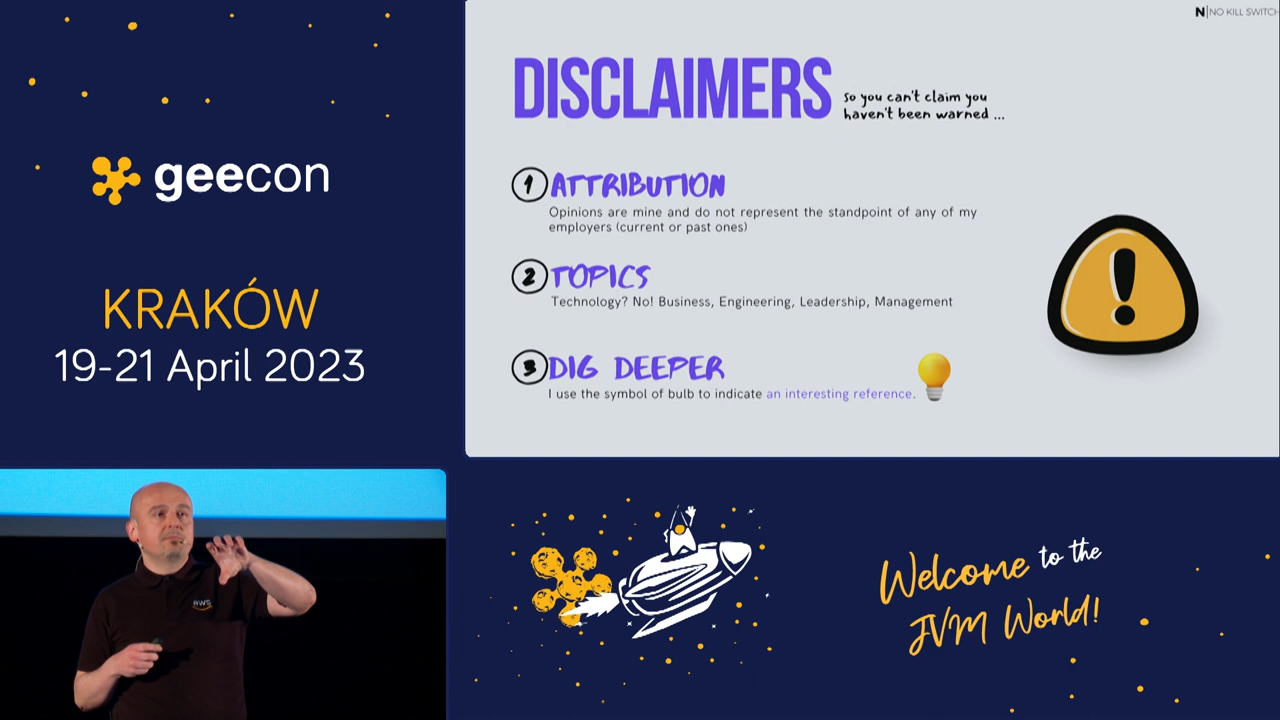 geecon
KRAKÓW
19-21 April 2023
N|NO KILL SWITCH
DISCLAIMERS
so you can't claim you
haven't been warned ...
1 ATTRIBUTION
Opinions are mine and do not represent the standpoint of any of my
employers (current or past ones)
2 TOPICS
Technology? No! Business, Engineering, Leadership, Management
3 DIG DEEPER
I use the symbol of bulb to indicate an interesting reference.
aws
Welcome to the
JVM World!